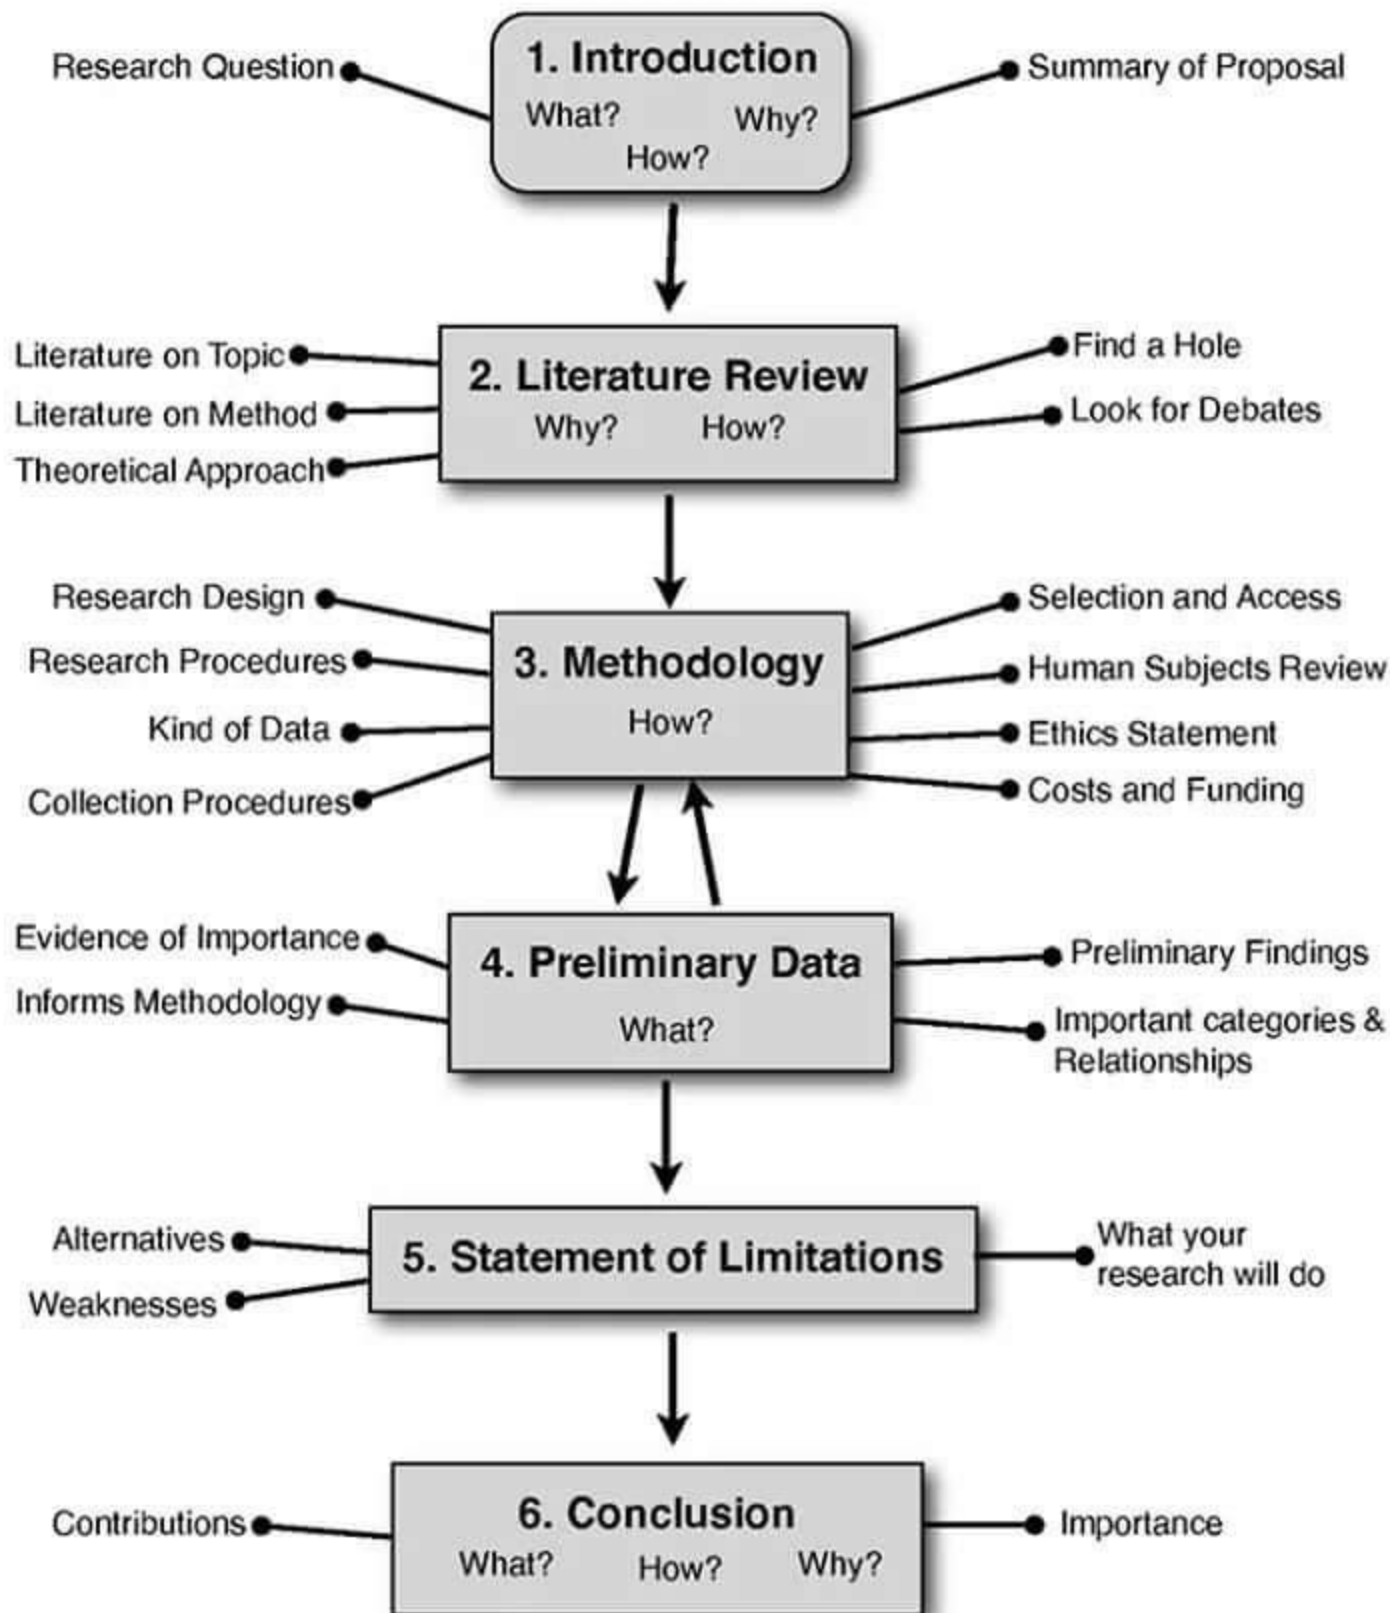 1. Introduction
What? Why?
How?
Research Question
Summary of Proposal
2. Literature Review
Why? How?
Literature on Topic
Literature on Method
Theoretical Approach
Find a Hole
Look for Debates
3. Methodology
How?
Research Design
Research Procedures
Kind of Data
Collection Procedures
Selection and Access
Human Subjects Review
Ethics Statement
Costs and Funding
4. Preliminary Data
What?
Evidence of Importance
Informs Methodology
Preliminary Findings
Important categories &
Relationships
5. Statement of Limitations
Alternatives
Weaknesses
What your
research will do
6. Conclusion
What? How? Why?
Contributions
Importance